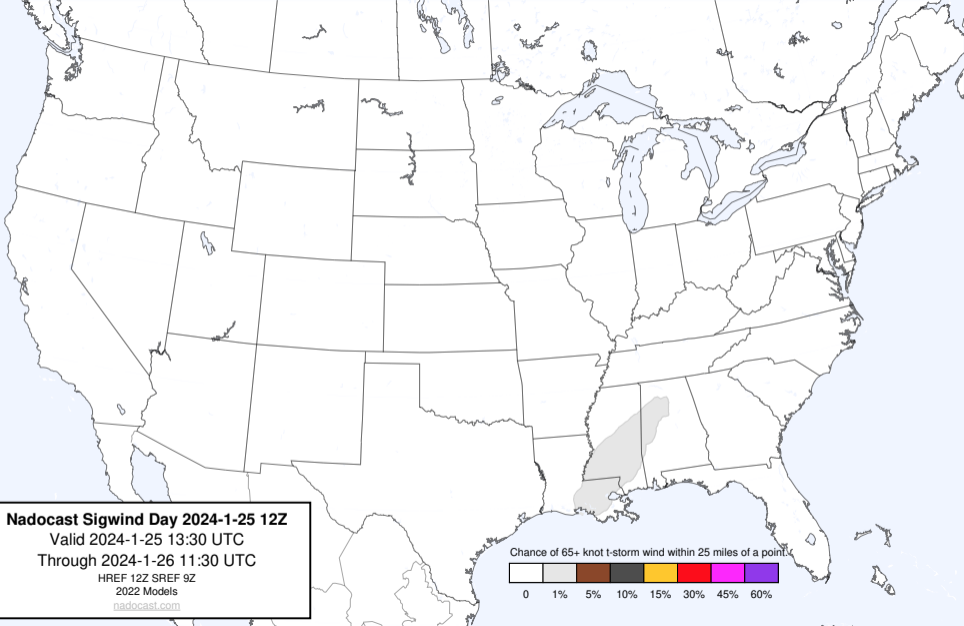 Nadocast Sigwind Day 2024-1-25 12Z
Valid 2024-1-25 13:30 UTC
Through 2024-1-26 11:30 UTC
HREF 12Z SREF 9Z
2022 Models
nadocast.com
Chance of 65+ knot t-storm wind within 25 miles of a point.
0 1% 5% 10% 15% 30% 45% 60%